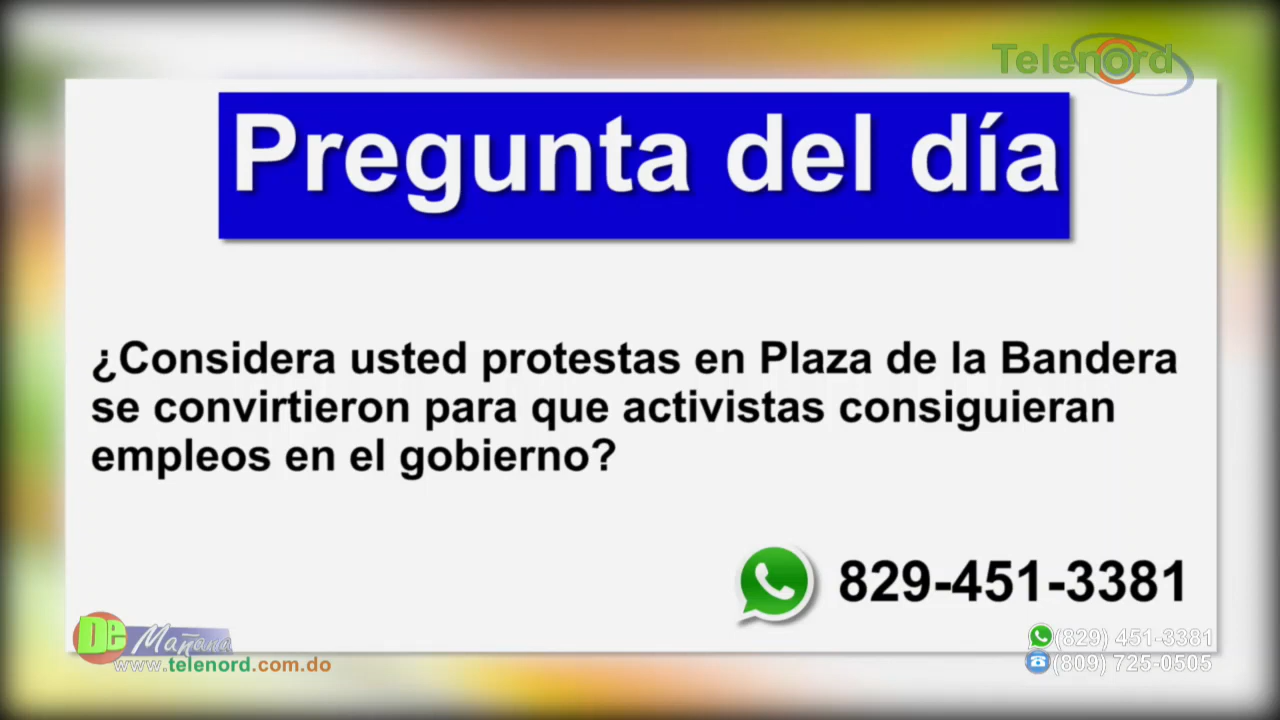 Telenord
Pregunta del día
¿Considera usted protestas en Plaza de la Bandera
se convirtieron para que activistas consiguieran
empleos en el gobierno?
829-451-3381
De Mañana
www.telenord.com.do
(829) 451-3381
(809) 725-0505